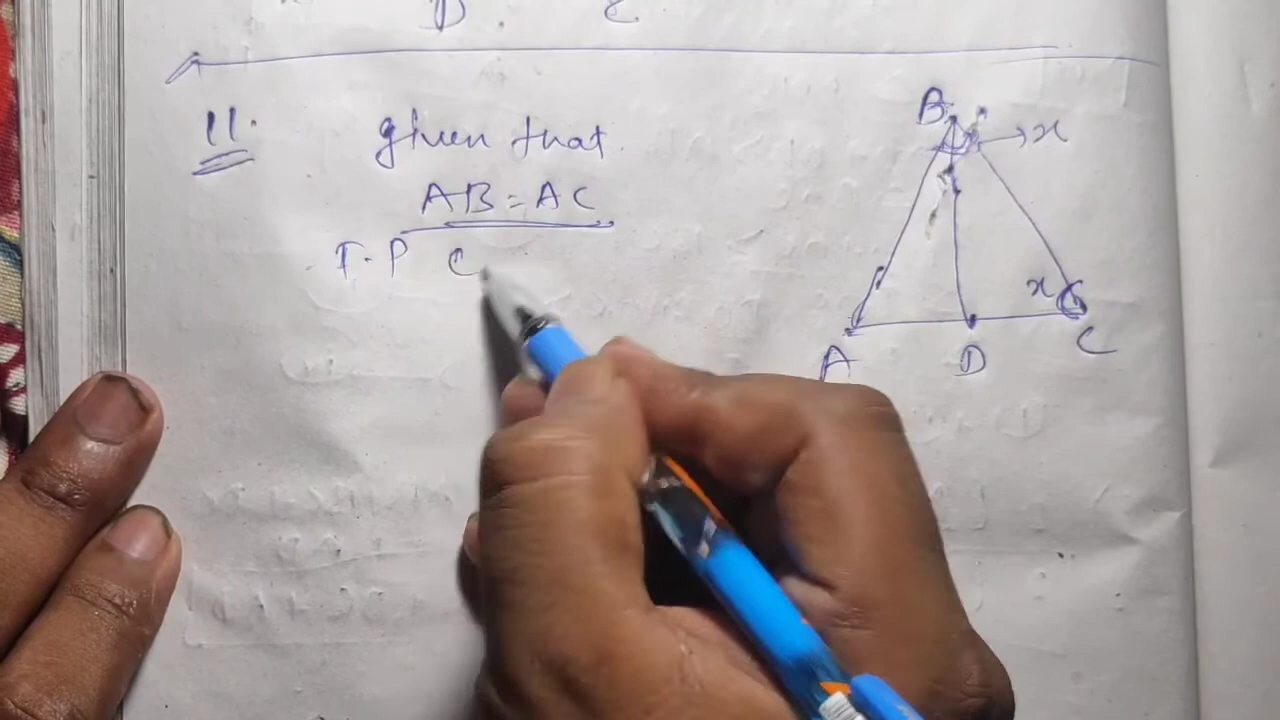 D E
11. given that.
AB = AC
T.P C
B
x
x
A D C